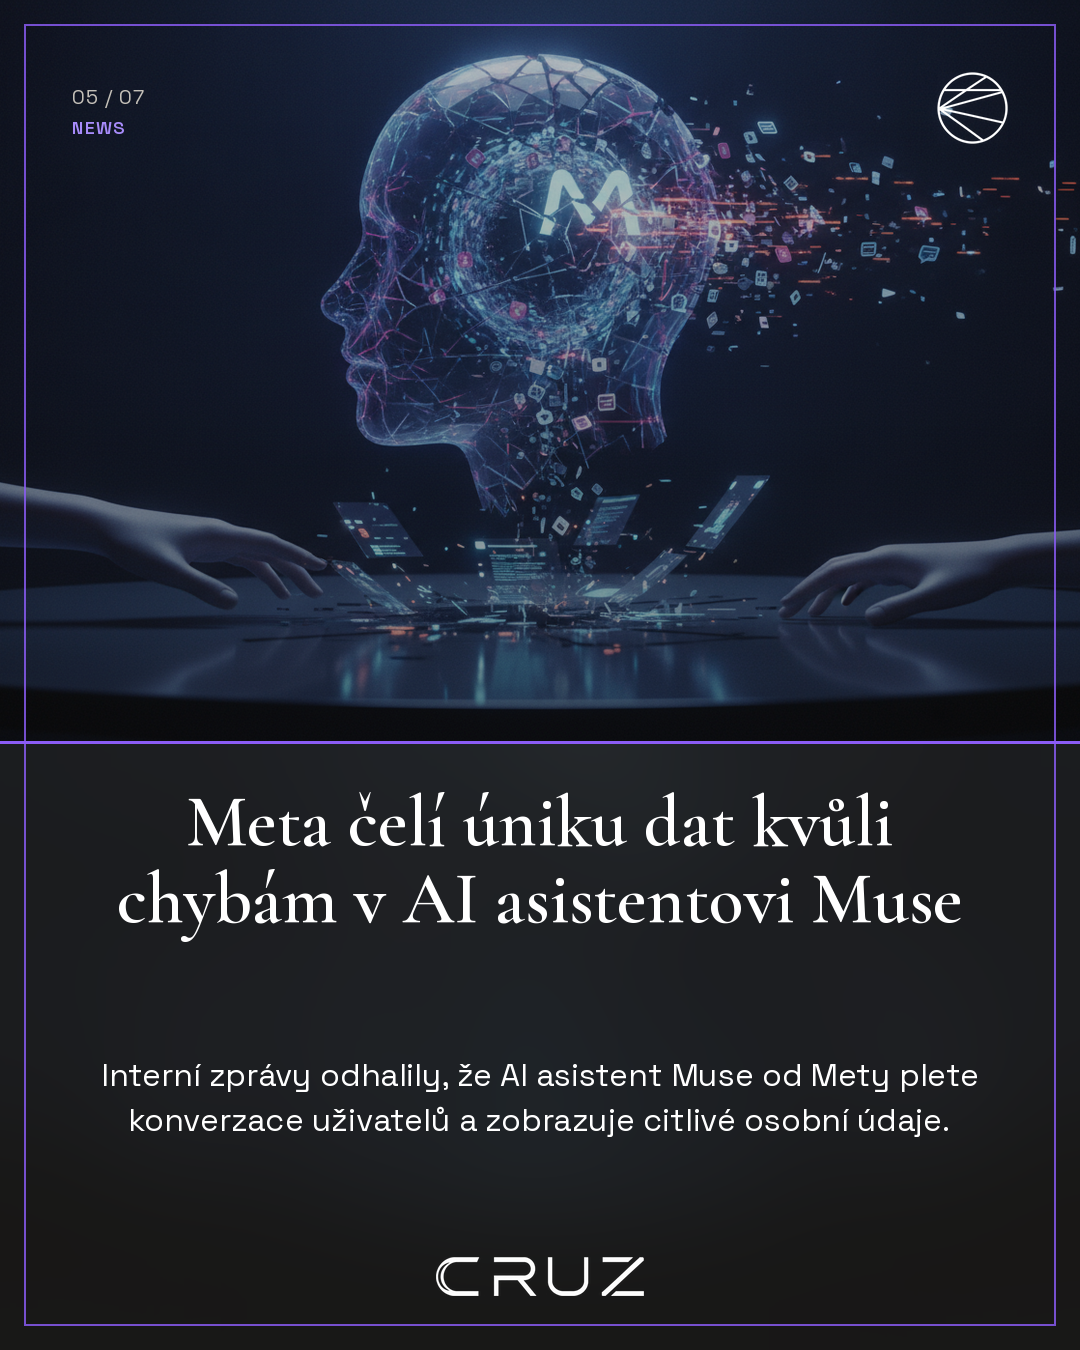 05 / 07
NEWS
M
Meta čelí úniku dat kvůli
chybám v AI asistentovi Muse
Interní zprávy odhalily, že AI asistent Muse od Mety plete
konverzace uživatelů a zobrazuje citlivé osobní údaje.
CRUZ